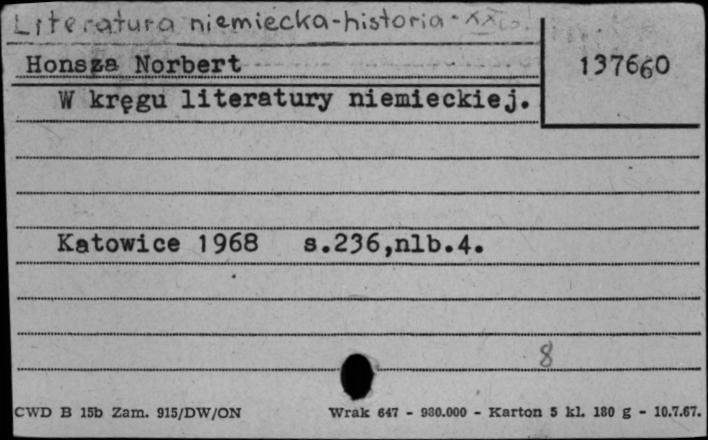 Literatura niemiecka-historia-XXw.
Honsza Norbert
137660
W kręgu literatury niemieckiej.
Katowice 1968 s.236,nlb.4.
8
CWD B 15b Zam. 915/DW/ON Wrak 647 - 980.000 - Karton 5 kl. 180 g - 10.7.67.